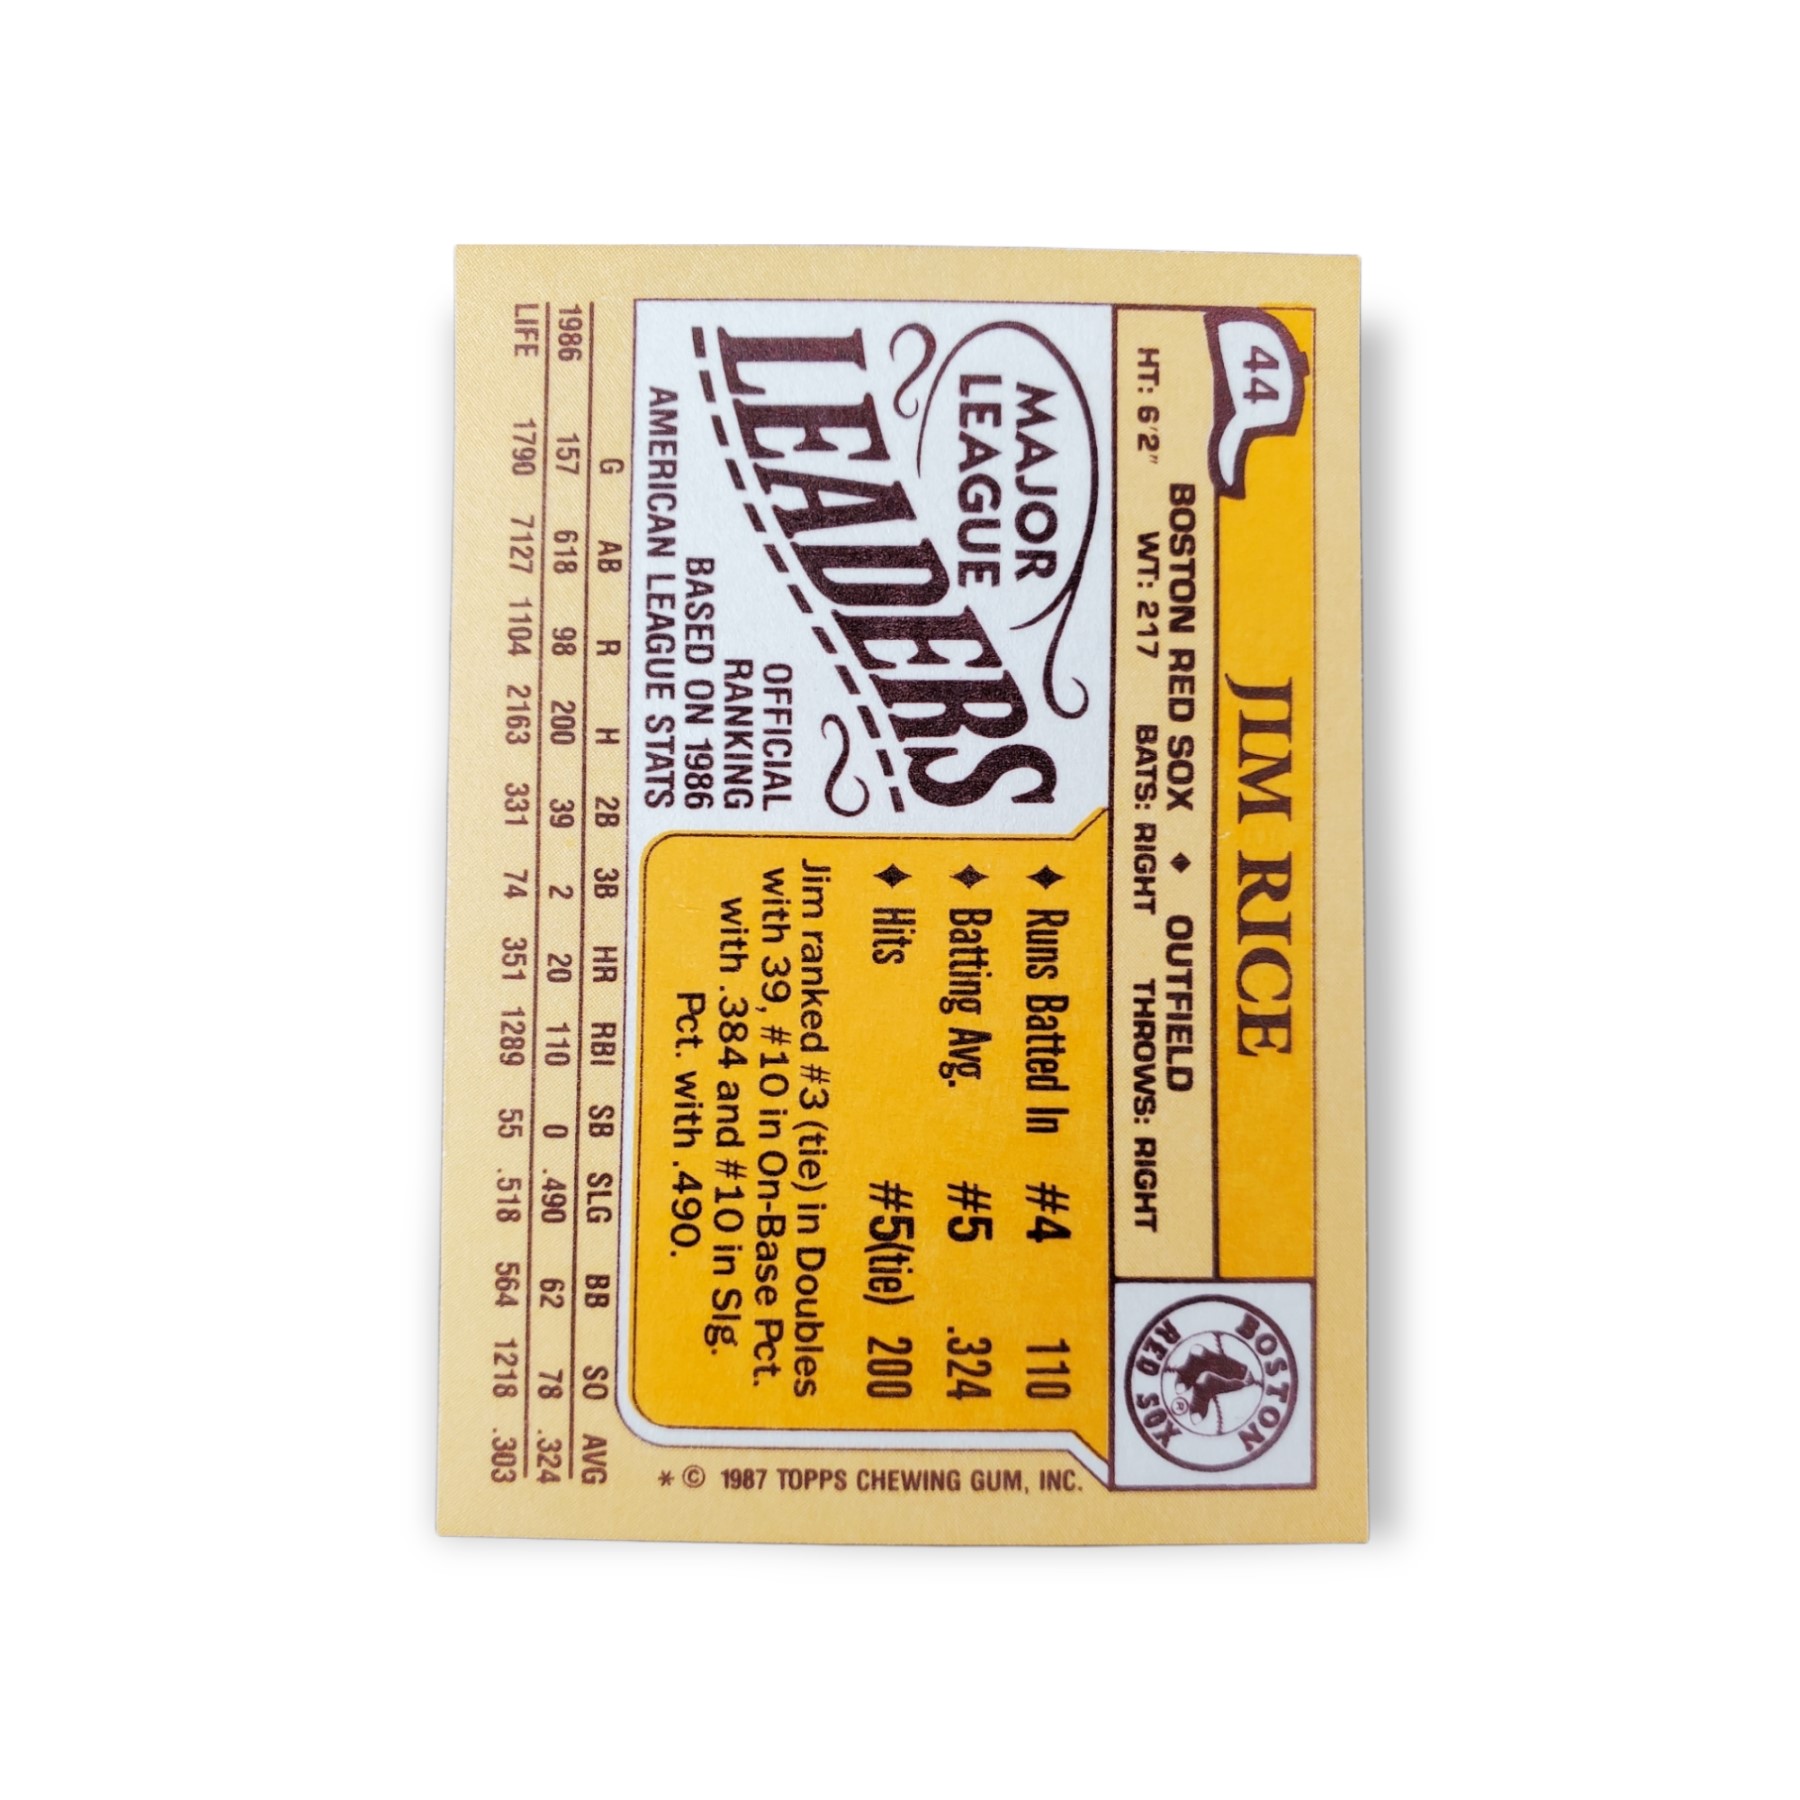 44
JIM RICE
BOSTON RED SOX ◆ OUTFIELD
HT: 6'2" WT: 217 BATS: RIGHT THROWS: RIGHT
BOSTON
RED SOX
®
MAJOR
LEAGUE
LEADERS
OFFICIAL
RANKING
BASED ON 1986
AMERICAN LEAGUE STATS
◆ Runs Batted In #4 110
◆ Batting Avg. #5 .324
◆ Hits #5(tie) 200
Jim ranked #3 (tie) in Doubles
with 39, #10 in On-Base Pct.
with .384 and #10 in Slg.
Pct. with .490.
* © 1987 TOPPS CHEWING GUM, INC.
G AB R H 2B 3B HR RBI SB SLG BB SO AVG
1986 157 618 98 200 39 2 20 110 0 .490 62 78 .324
LIFE 1790 7127 1104 2163 331 74 351 1289 55 .518 564 1218 .303